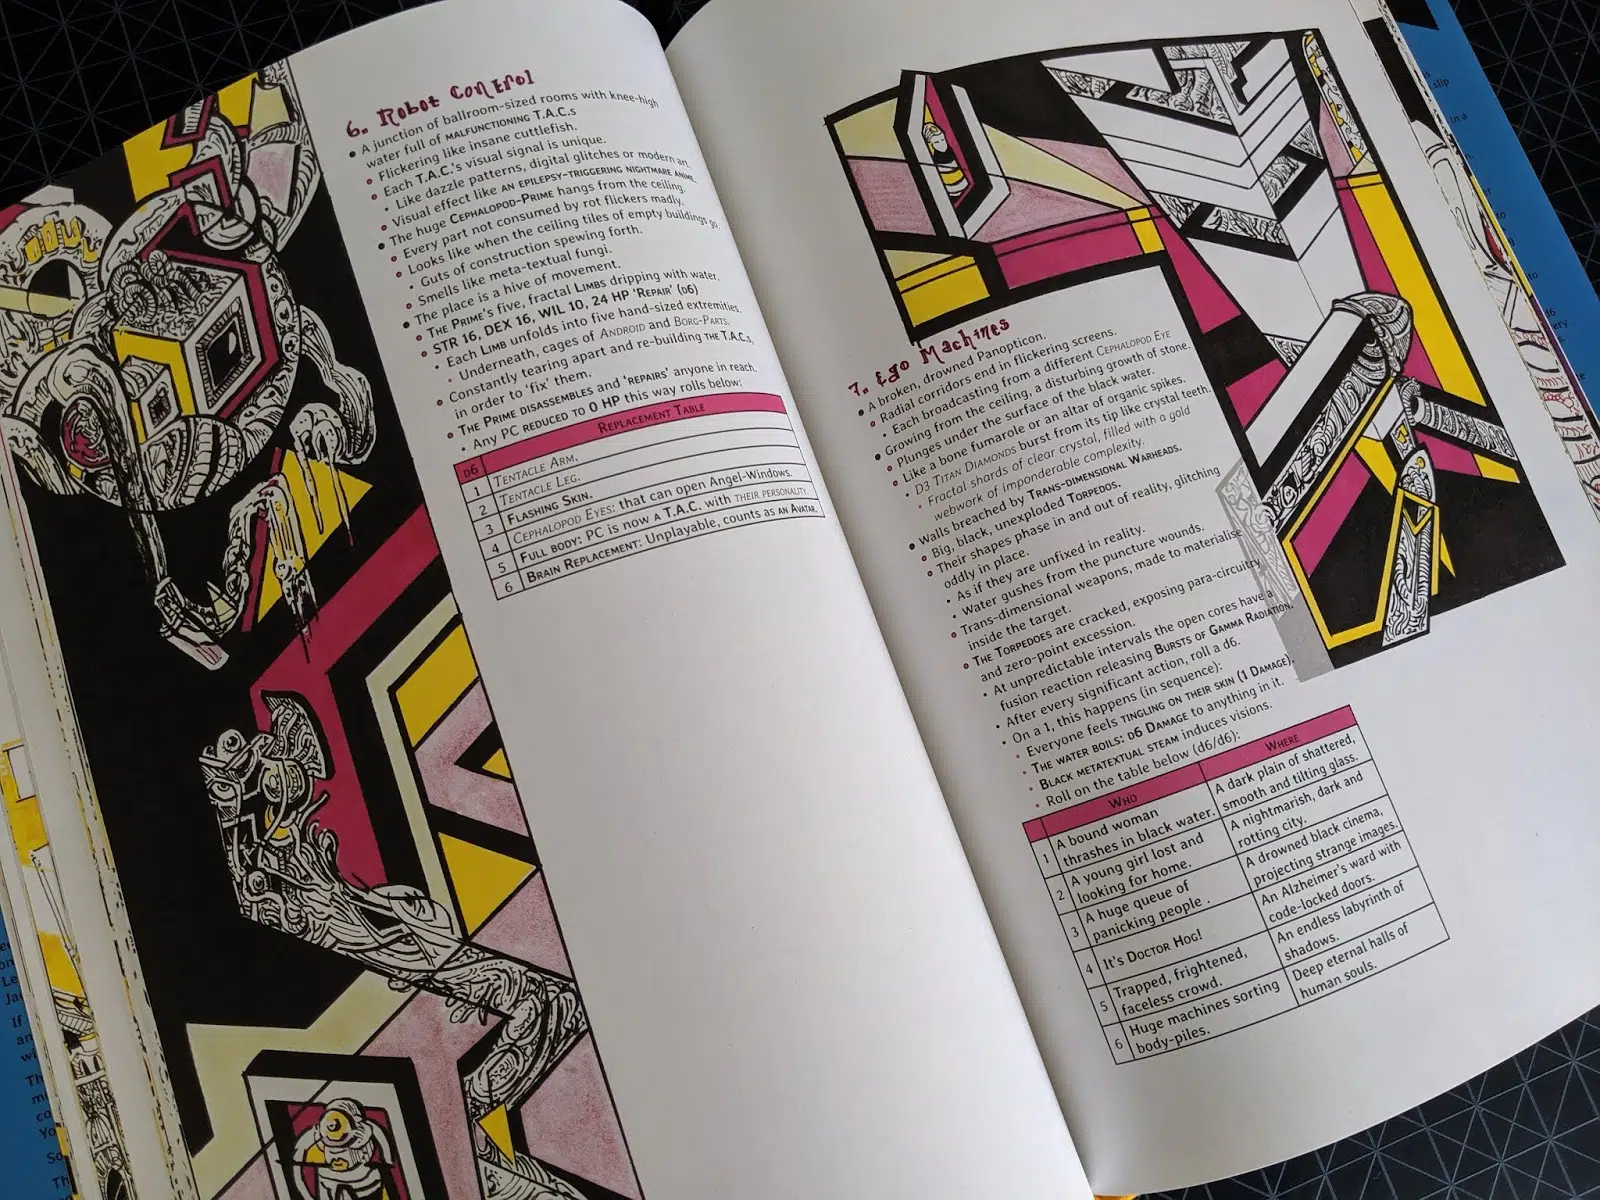 6. Robot Control
• A junction of ballroom-sized rooms with knee-high
water full of MALFUNCTIONING T.A.C.s
• Flickering like insane cuttlefish.
• Each T.A.C.'s visual signal is unique.
• Like dazzle patterns, digital glitches or modern art.
• Visual effect like AN EPILEPSY-TRIGGERING NIGHTMARE ANIME.
• The huge CEPHALOPOD-PRIME hangs from the ceiling.
• Every part not consumed by rot flickers madly.
• Looks like when the ceiling tiles of empty buildings go.
• Guts of construction spewing forth.
• Smells like meta-textual fungi.
• The place is a hive of movement.
• THE PRIME'S five, fractal LIMBS dripping with water.
• STR 16, DEX 16, WIL 10, 24 HP 'REPAIR' (D6)
• Each LIMB unfolds into five hand-sized extremities.
• Underneath, cages of ANDROID and BORG-PARTS.
• Constantly tearing apart and re-building THE T.A.C.s,
in order to 'fix' them.
• THE PRIME DISASSEMBLES and 'REPAIRS' anyone in reach.
• Any PC REDUCED TO 0 HP this way rolls below:
D6 REPLACEMENT TABLE
1 TENTACLE ARM.
2 TENTACLE LEG.
3 FLASHING SKIN.
4 CEPHALOPOD EYES: that can open Angel-Windows.
5 FULL BODY: PC is now A T.A.C. with THEIR PERSONALITY.
6 BRAIN REPLACEMENT: Unplayable, counts as AN AVATAR.
7. Ego Machines
• A broken, drowned Panopticon.
• Radial corridors end in flickering screens.
• Each broadcasting from a different CEPHALOPOD EYE
• Growing from the ceiling, a disturbing growth of stone.
• Plunges under the surface of the black water.
• Like a bone fumarole or an altar of organic spikes.
• D3 TITAN DIAMONDS burst from its tip like crystal teeth.
• Fractal shards of clear crystal, filled with a gold
webwork of imponderable complexity.
• Walls breached by TRANS-DIMENSIONAL WARHEADS.
• Big, black, unexploded TORPEDOS.
• Their shapes phase in and out of reality, glitching
oddly in place.
• As if they are unfixed in reality.
• Water gushes from the puncture wounds.
• Trans-dimensional weapons, made to materialise
inside the target.
• THE TORPEDOES are cracked, exposing para-circuitry
and zero-point excession.
• At unpredictable intervals the open cores have a
fusion reaction releasing BURSTS OF GAMMA RADIATION.
• After every significant action, roll a d6.
• On a 1, this happens (in sequence):
• Everyone feels TINGLING ON THEIR SKIN (1 DAMAGE).
• THE WATER BOILS: D6 DAMAGE to anything in it.
• BLACK METATEXTUAL STEAM induces visions.
• Roll on the table below (d6/d6):
WHO WHERE
1 A bound woman
thrashes in black water. A dark plain of shattered,
smooth and tilting glass.
2 A young girl lost and
looking for home. A nightmarish, dark and
rotting city.
3 A huge queue of
panicking people . A drowned black cinema,
projecting strange images.
4 IT'S DOCTOR HOG! An Alzheimer's ward with
code-locked doors.
5 Trapped, frightened,
faceless crowd. An endless labyrinth of
shadows.
6 Huge machines sorting
body-piles. Deep eternal halls of
human souls.